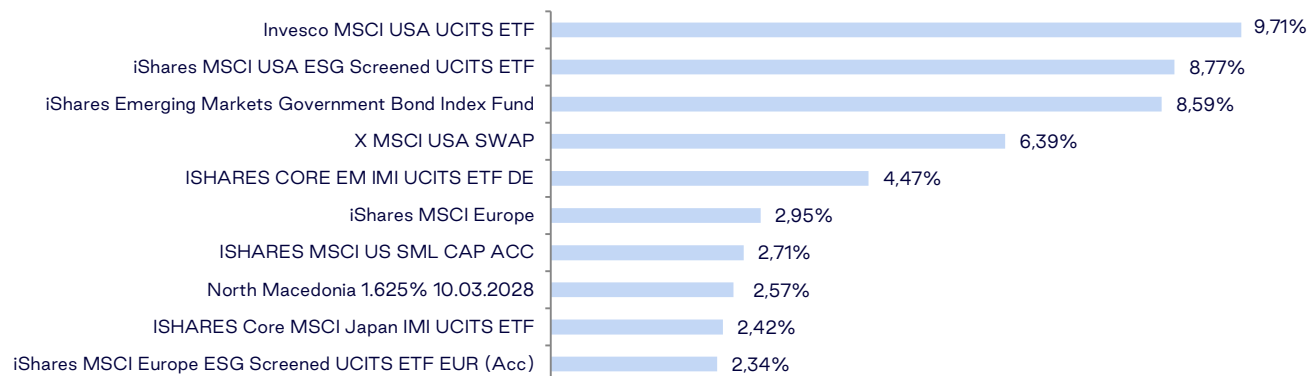 Invesco MSCI USA UCITS ETF 9,71%
iShares MSCI USA ESG Screened UCITS ETF 8,77%
iShares Emerging Markets Government Bond Index Fund 8,59%
X MSCI USA SWAP 6,39%
ISHARES CORE EM IMI UCITS ETF DE 4,47%
iShares MSCI Europe 2,95%
ISHARES MSCI US SML CAP ACC 2,71%
North Macedonia 1.625% 10.03.2028 2,57%
ISHARES Core MSCI Japan IMI UCITS ETF 2,42%
iShares MSCI Europe ESG Screened UCITS ETF EUR (Acc) 2,34%